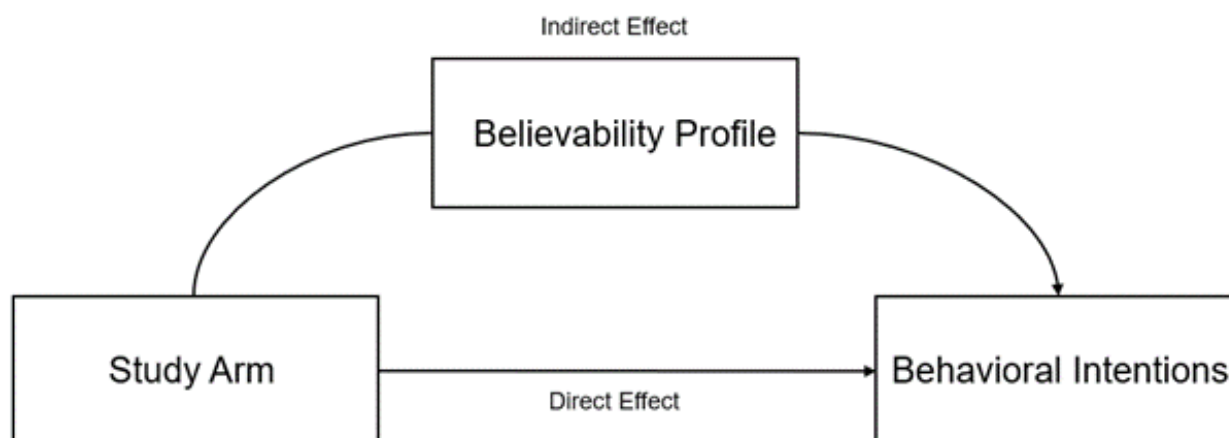 Indirect Effect
Believability Profile
Study Arm
Behavioral Intentions
Direct Effect